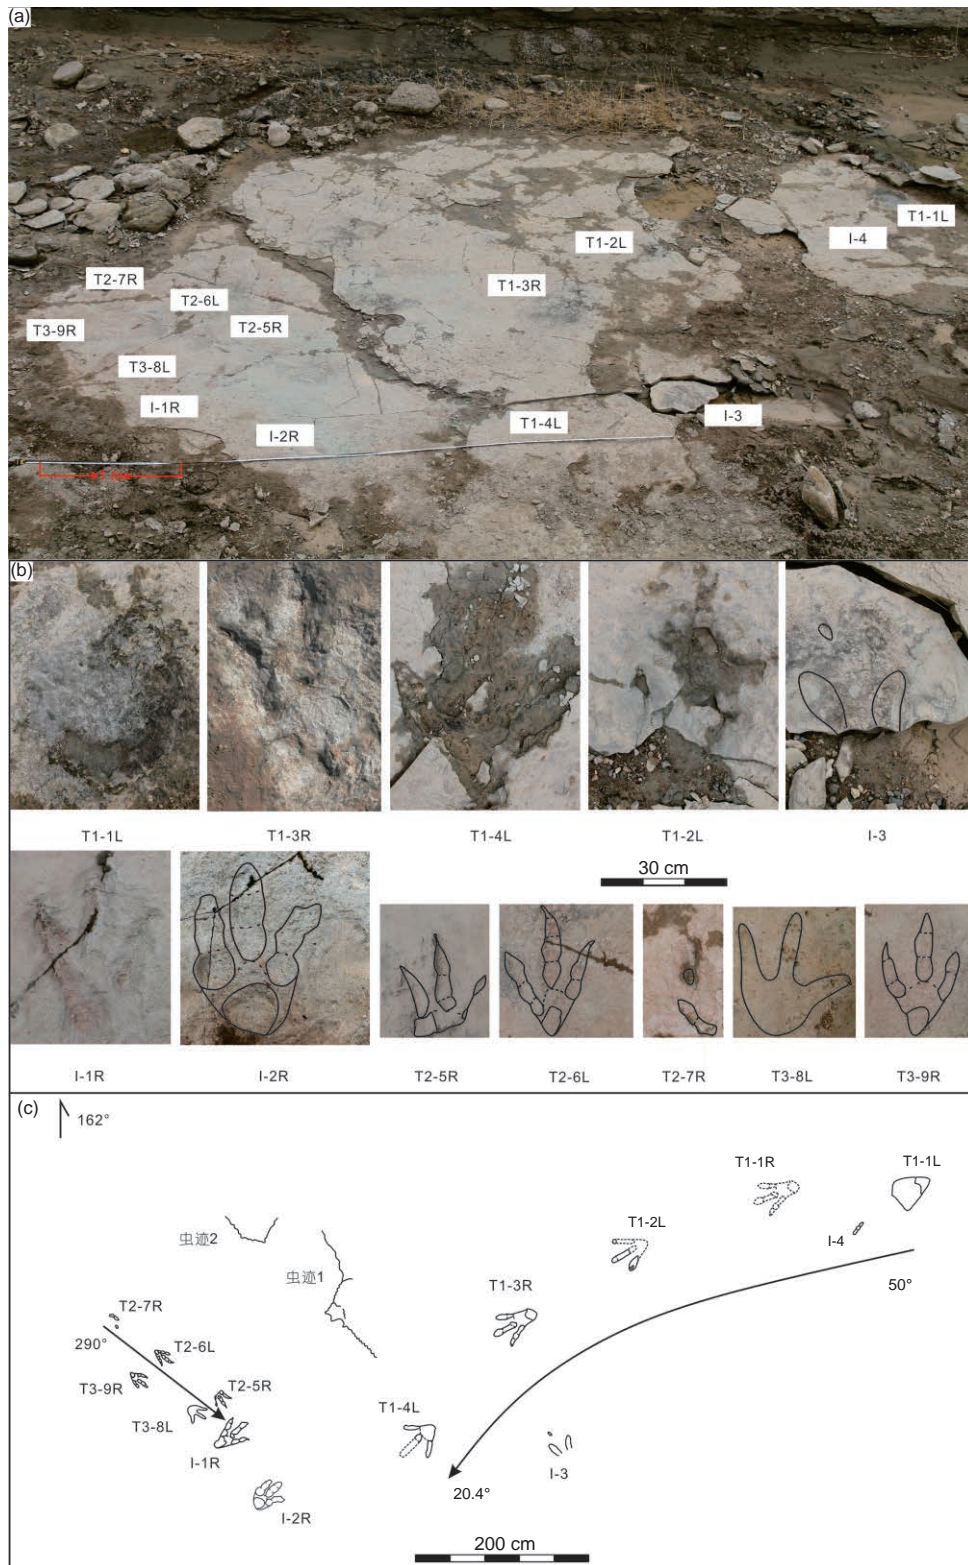 (a)
T1-1L
I-4
T1-2L
T2-7R
T1-3R
T2-6L
T3-9R
T2-5R
T3-8L
I-1R
T1-4L
I-3
I-2R
(b)
T1-1L T1-3R T1-4L T1-2L I-3
30 cm
I-1R I-2R T2-5R T2-6L T2-7R T3-8L T3-9R
(c)
162°
T1-1R T1-1L
T1-2L
虫迹2
I-4
虫迹1
T1-3R
50°
T2-7R
290°
T2-6L
T3-9R
T2-5R
T3-8L
T1-4L
I-1R
I-3
20.4°
I-2R
200 cm